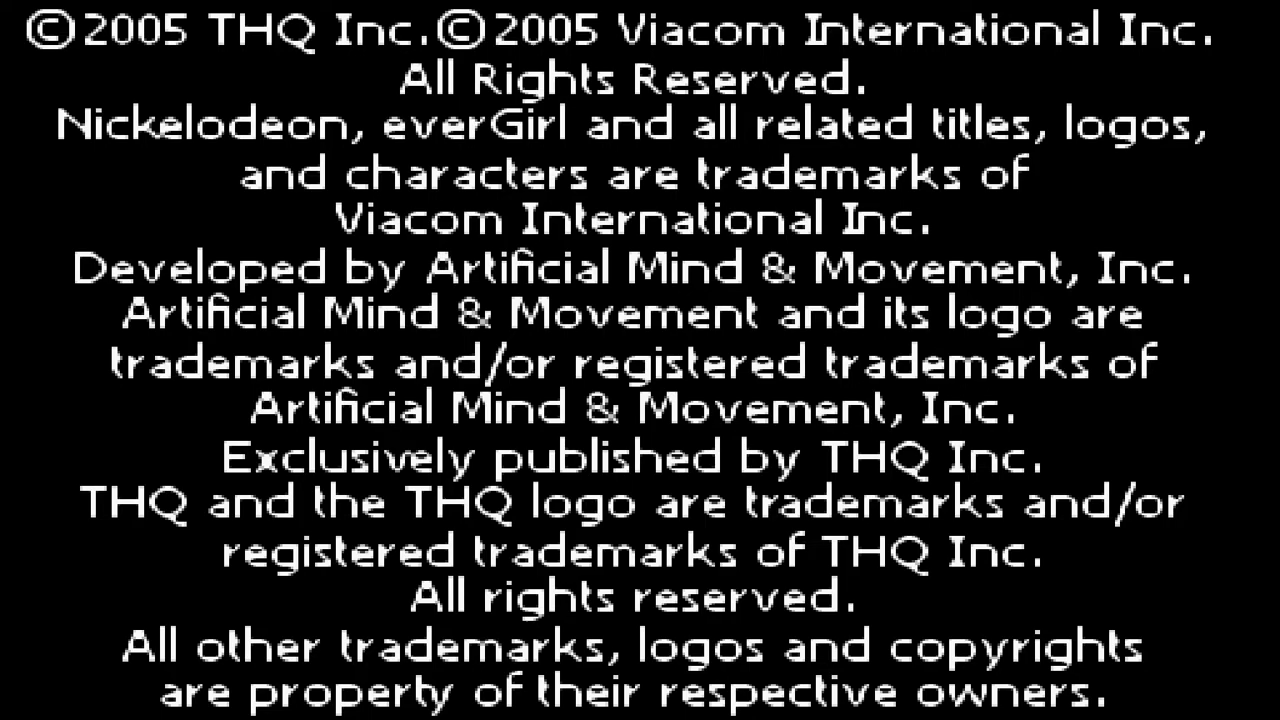 ©2005 THQ Inc.©2005 Viacom International Inc.
All Rights Reserved.
Nickelodeon, everGirl and all related titles, logos,
and characters are trademarks of
Viacom International Inc.
Developed by Artificial Mind & Movement, Inc.
Artificial Mind & Movement and its logo are
trademarks and/or registered trademarks of
Artificial Mind & Movement, Inc.
Exclusively published by THQ Inc.
THQ and the THQ logo are trademarks and/or
registered trademarks of THQ Inc.
All rights reserved.
All other trademarks, logos and copyrights
are property of their respective owners.